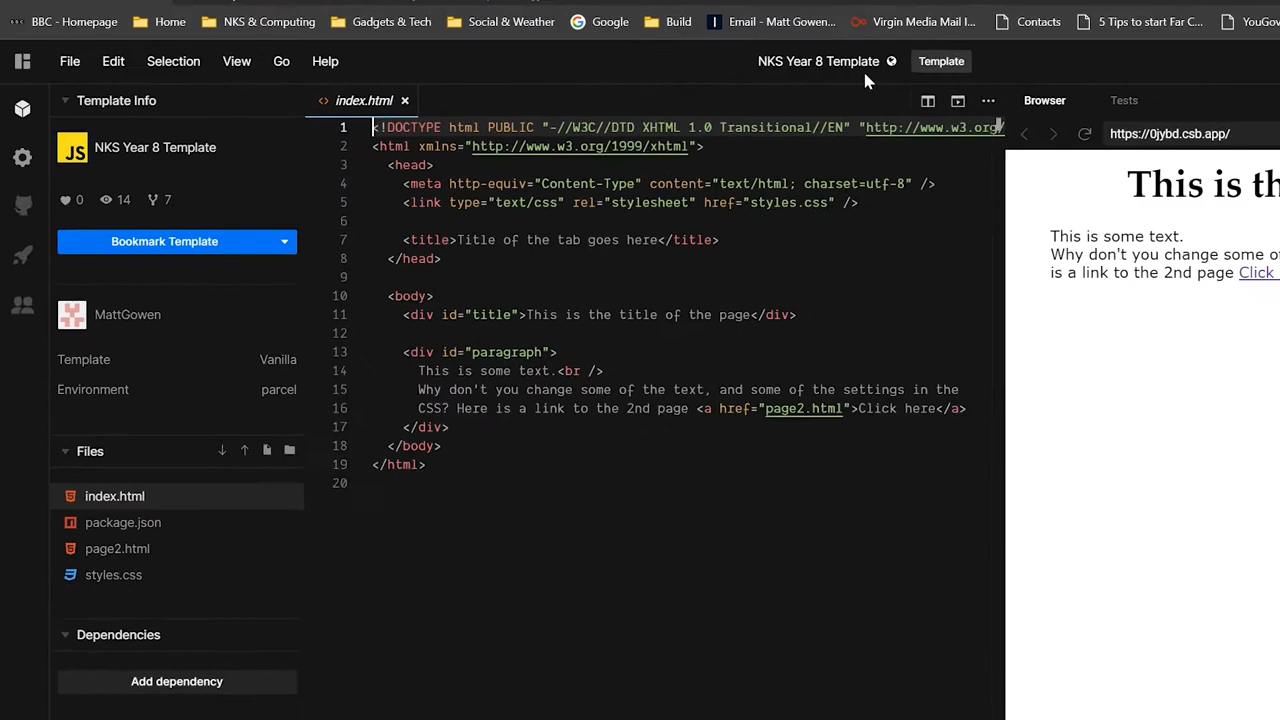 BBC - Homepage Home NKS & Computing Gadgets & Tech Social & Weather Google Build Email - Matt Gowen... Virgin Media Mail I... Contacts 5 Tips to start Far C... YouGov
File Edit Selection View Go Help NKS Year 8 Template Template
Template Info index.html Browser Tests
JS NKS Year 8 Template
0 14 7
Bookmark Template
MattGowen
Template Vanilla
Environment parcel
Files
index.html
package.json
page2.html
styles.css
Dependencies
Add dependency
1 <!DOCTYPE html PUBLIC "-//W3C//DTD XHTML 1.0 Transitional//EN" "http://www.w3.org/
2 <html xmlns="http://www.w3.org/1999/xhtml">
3 <head>
4 <meta http-equiv="Content-Type" content="text/html; charset=utf-8" />
5 <link type="text/css" rel="stylesheet" href="styles.css" />
6
7 <title>Title of the tab goes here</title>
8 </head>
9
10 <body>
11 <div id="title">This is the title of the page</div>
12
13 <div id="paragraph">
14 This is some text.<br />
15 Why don't you change some of the text, and some of the settings in the
16 CSS? Here is a link to the 2nd page <a href="page2.html">Click here</a>
17 </div>
18 </body>
19 </html>
20
https://0jybd.csb.app/
This is th
This is some text.
Why don't you change some of
is a link to the 2nd page Click